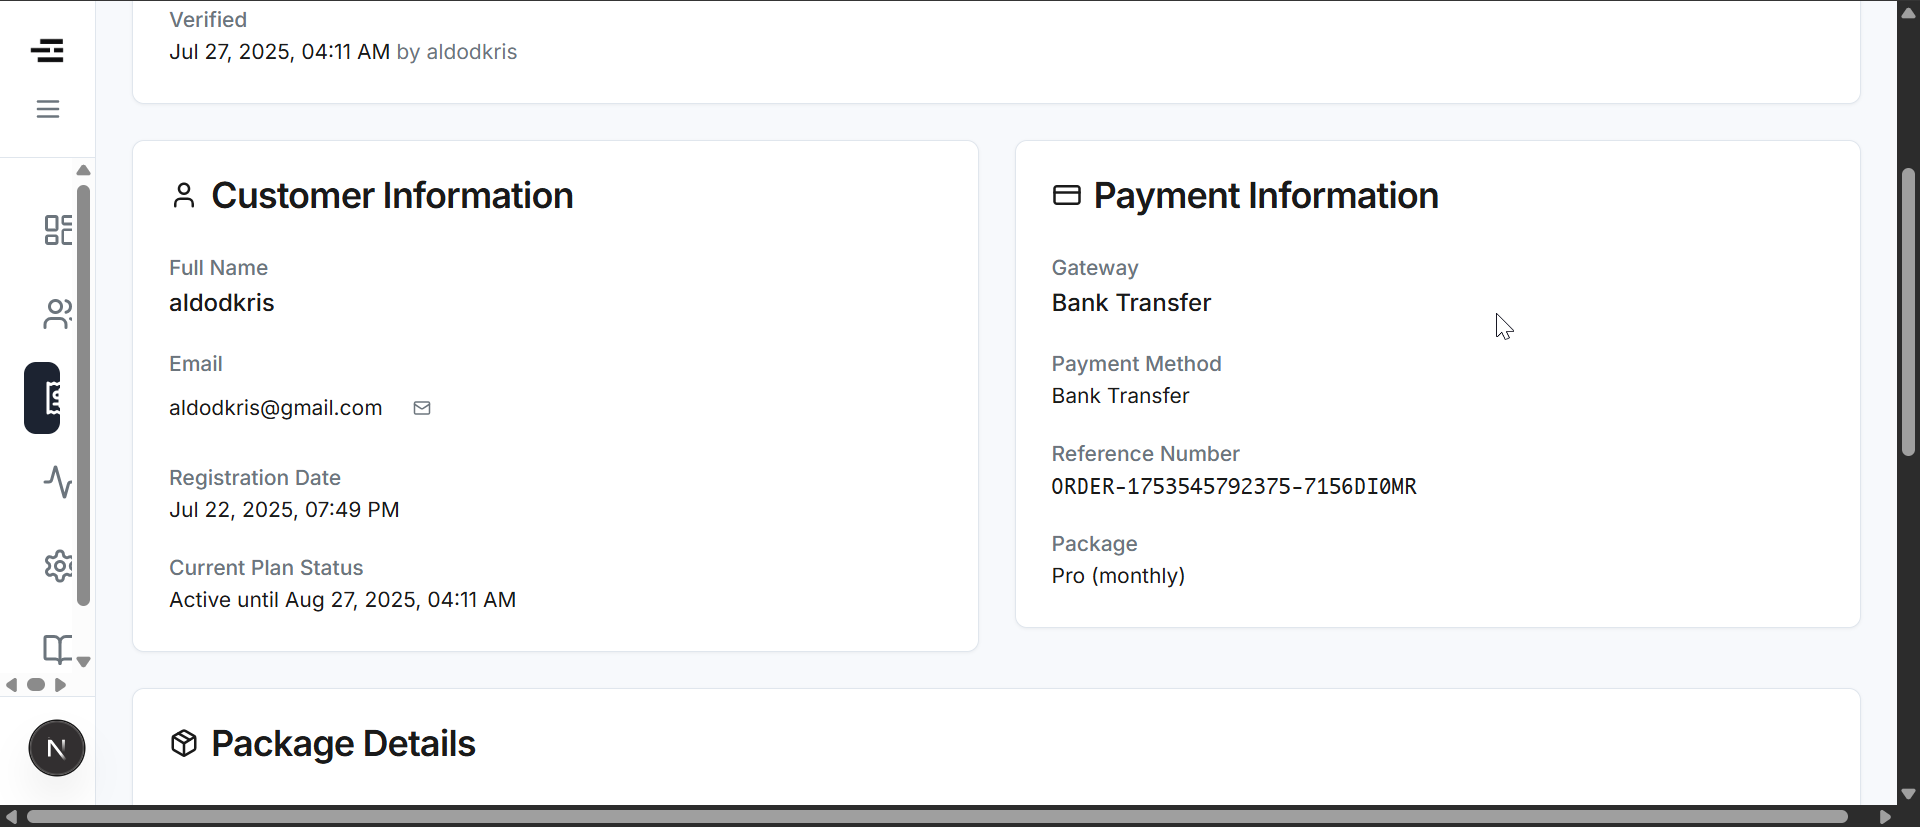 Verified
Jul 27, 2025, 04:11 AM by aldodkris
Customer Information
Full Name
aldodkris
Email
aldodkris@gmail.com
Registration Date
Jul 22, 2025, 07:49 PM
Current Plan Status
Active until Aug 27, 2025, 04:11 AM
Payment Information
Gateway
Bank Transfer
Payment Method
Bank Transfer
Reference Number
ORDER-1753545792375-7156DI0MR
Package
Pro (monthly)
Package Details
N